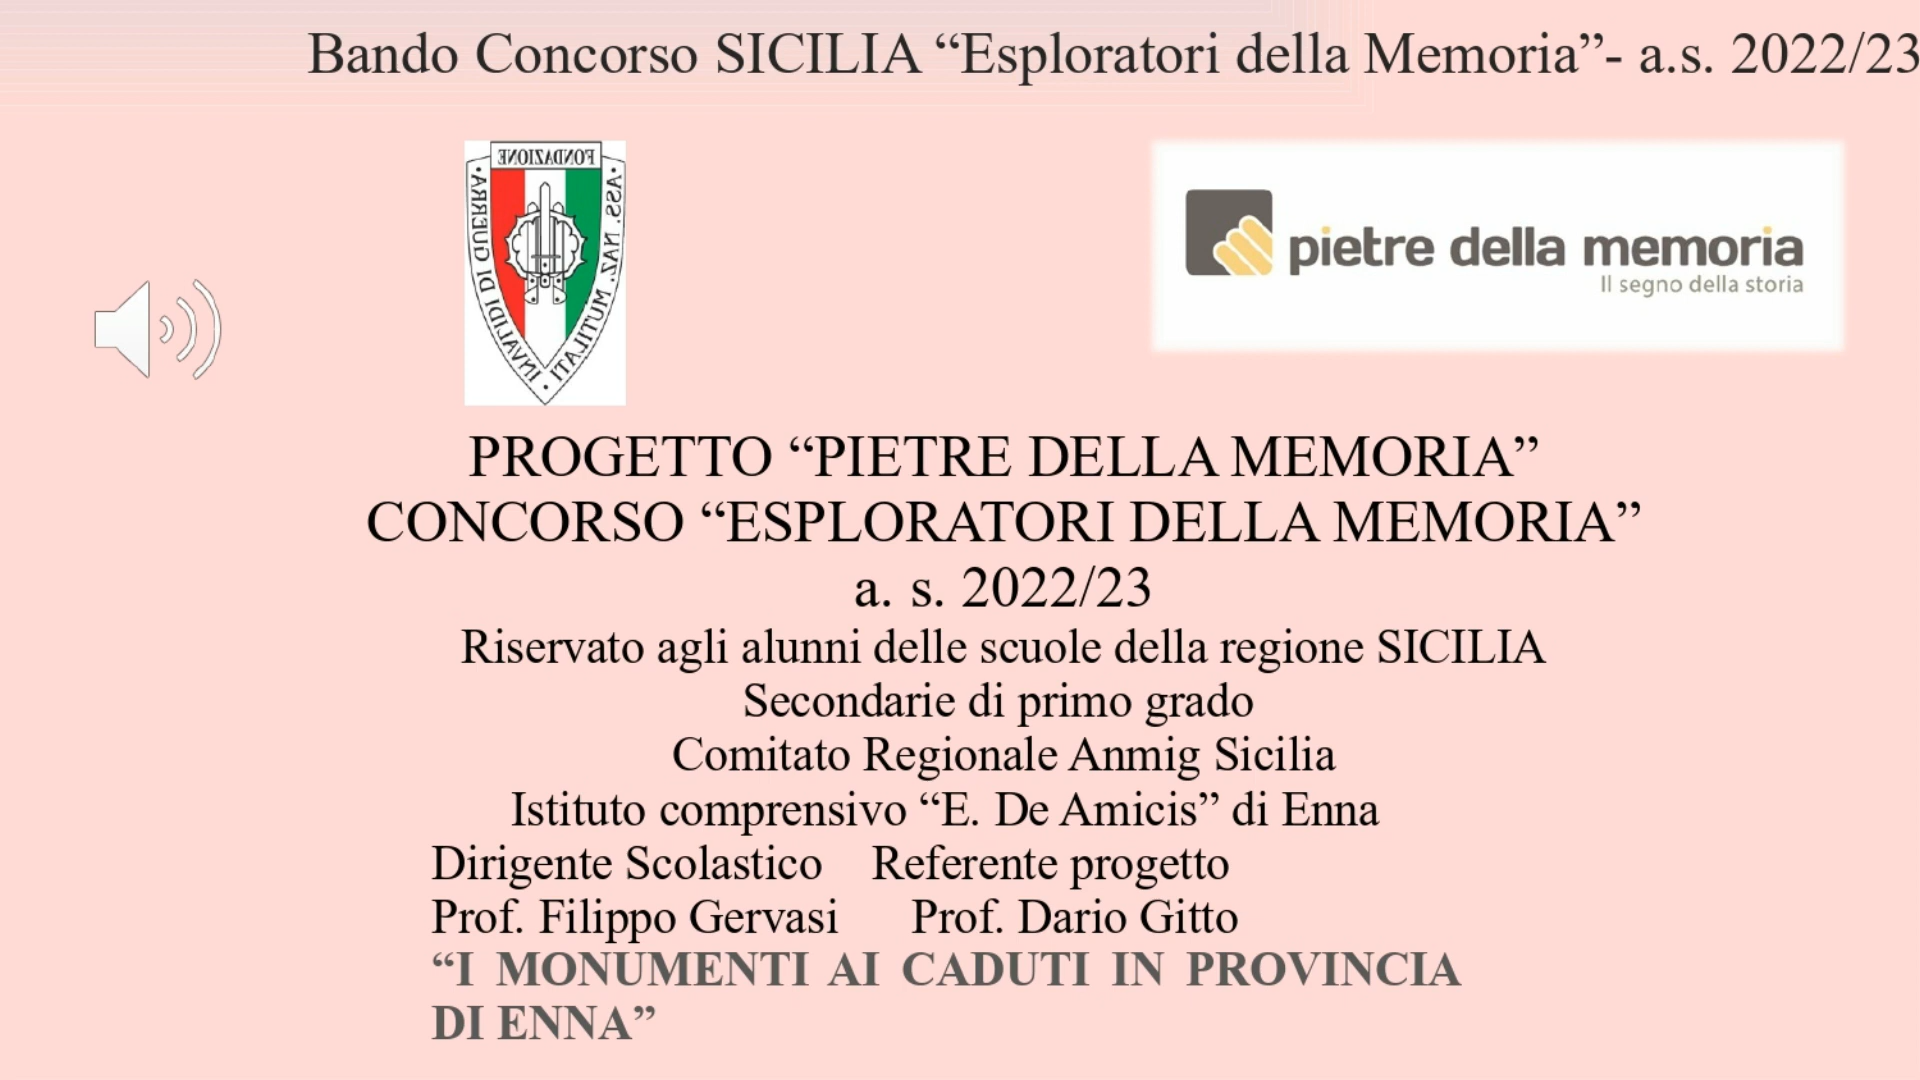 Bando Concorso SICILIA “Esploratori della Memoria”- a.s. 2022/23
FONDAZIONE
ASS. NAZ. MUTILATI · INVALIDI DI GUERRA
pietre della memoria
Il segno della storia
PROGETTO “PIETRE DELLA MEMORIA”
CONCORSO “ESPLORATORI DELLA MEMORIA”
a. s. 2022/23
Riservato agli alunni delle scuole della regione SICILIA
Secondarie di primo grado
Comitato Regionale Anmig Sicilia
Istituto comprensivo “E. De Amicis” di Enna
Dirigente Scolastico Referente progetto
Prof. Filippo Gervasi Prof. Dario Gitto
“I MONUMENTI AI CADUTI IN PROVINCIA
DI ENNA”